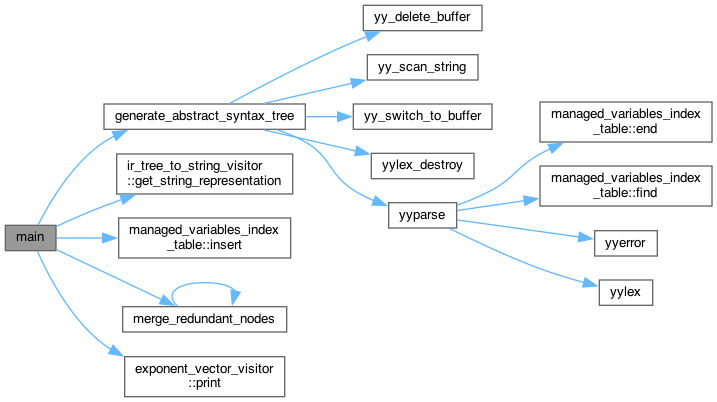 main
generate_abstract_syntax_tree
ir_tree_to_string_visitor
::get_string_representation
managed_variables_index
_table::insert
merge_redundant_nodes
exponent_vector_visitor
::print
yy_delete_buffer
yy_scan_string
yy_switch_to_buffer
yylex_destroy
yyparse
managed_variables_index
_table::end
managed_variables_index
_table::find
yyerror
yylex